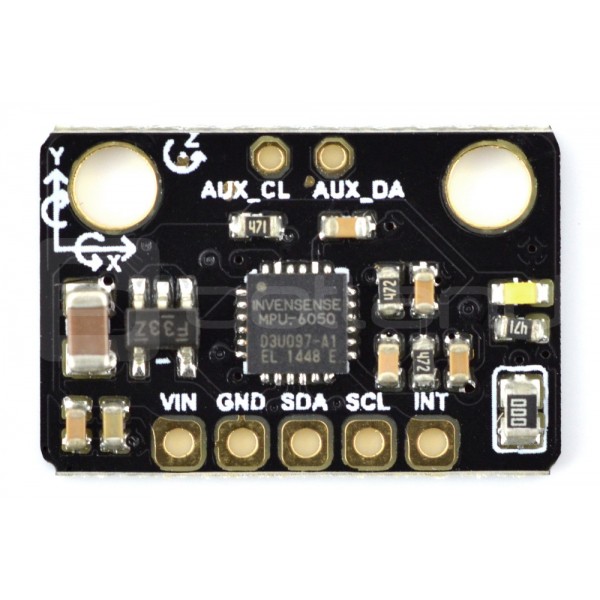 Z
Y
AUX_CL AUX_DA
471
X
INVENSENSE
MPU-6050
D3U097-A1
EL 1448 E
472
F33Z
471
472
000
VIN GND SDA SCL INT